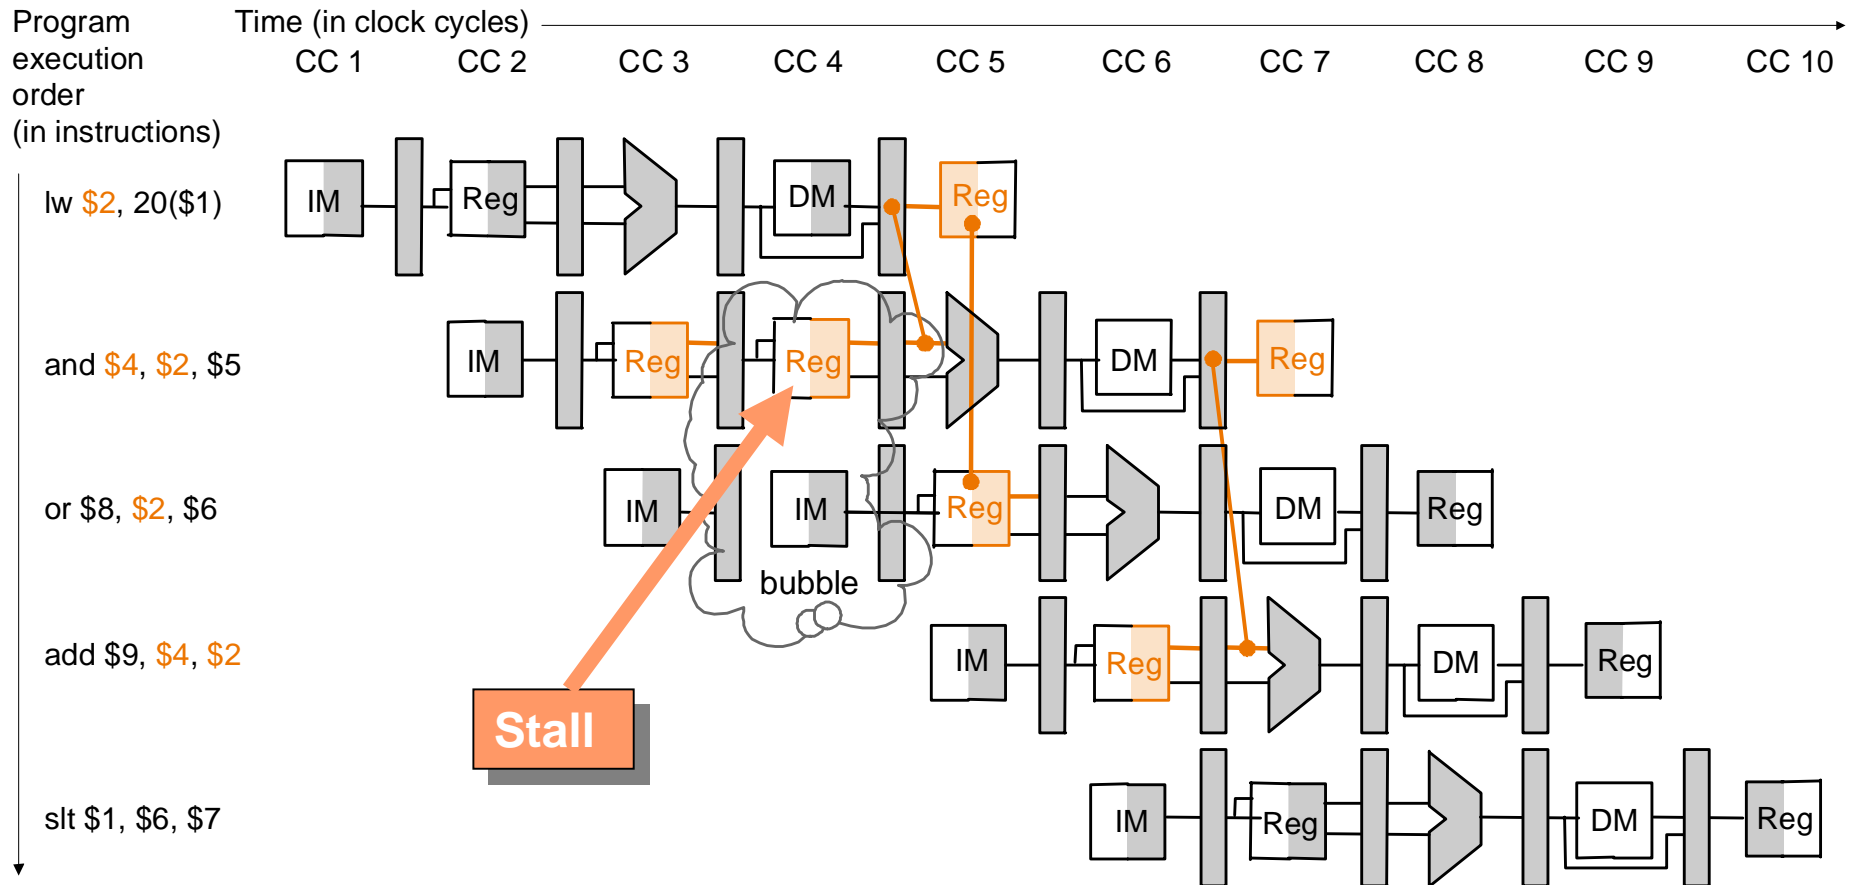 Program
execution
order
(in instructions)
Time (in clock cycles)
CC 1 CC 2 CC 3 CC 4 CC 5 CC 6 CC 7 CC 8 CC 9 CC 10
lw $2, 20($1) IM Reg DM Reg
and $4, $2, $5 IM Reg Reg DM Reg
or $8, $2, $6 IM IM Reg DM Reg
bubble
add $9, $4, $2 IM Reg DM Reg
Stall
slt $1, $6, $7 IM Reg DM Reg